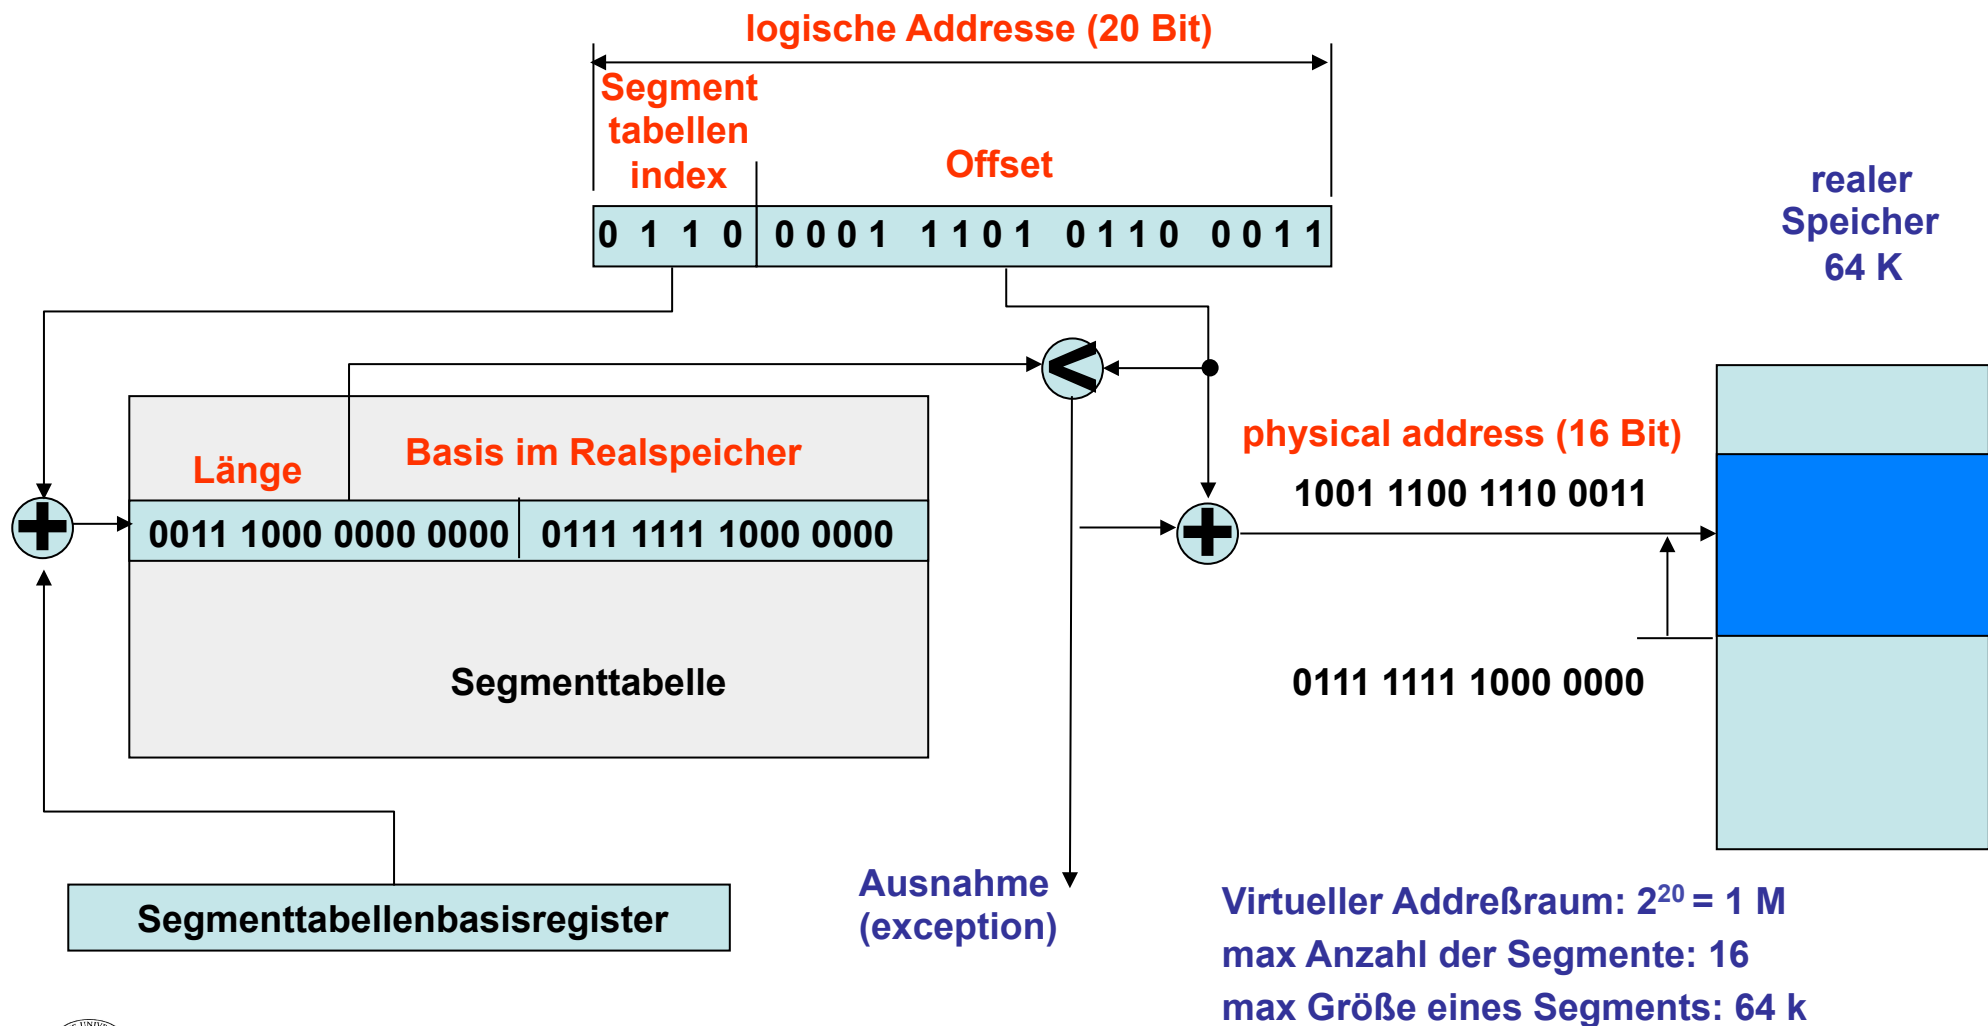 logische Addresse (20 Bit)
Segment
tabellen
index
Offset
0 1 1 0 0 0 0 1 1 1 0 1 0 1 1 0 0 0 1 1
realer
Speicher
64 K
<
Länge
Basis im Realspeicher
physical address (16 Bit)
1001 1100 1110 0011
+
0011 1000 0000 0000 0111 1111 1000 0000
+
Segmenttabelle
0111 1111 1000 0000
Segmenttabellenbasisregister
Ausnahme
(exception)
Virtueller Addreßraum: 2²⁰ = 1 M
max Anzahl der Segmente: 16
max Größe eines Segments: 64 k